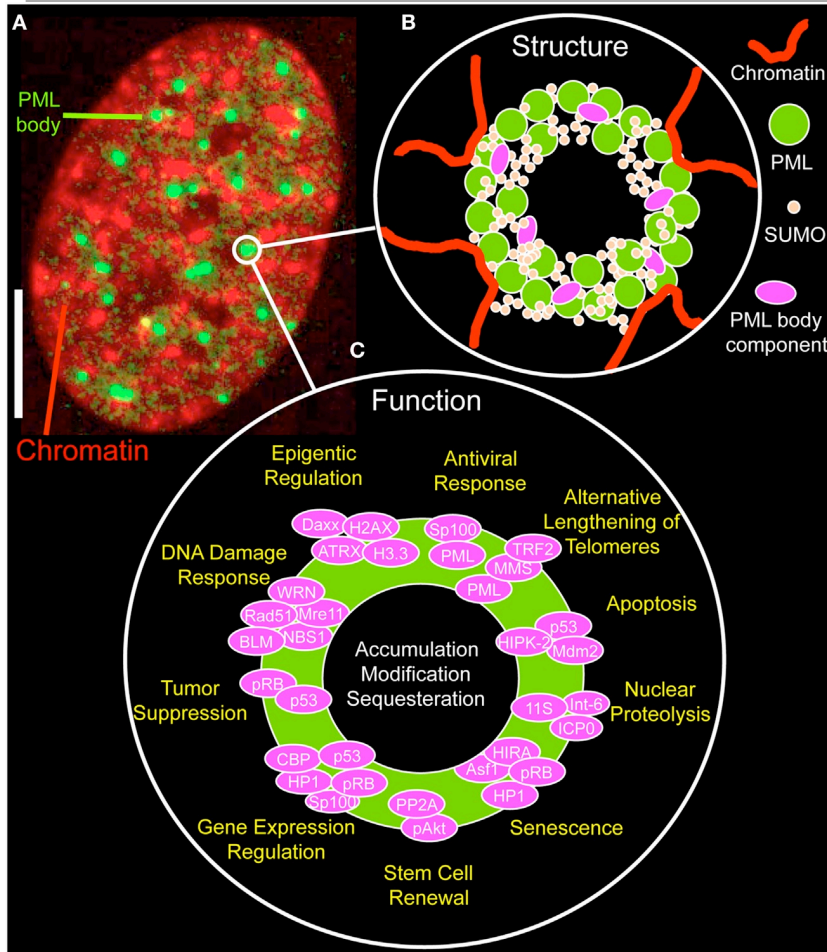 A
PML
body
Chromatin
B
Structure
Chromatin
PML
SUMO
PML body
component
C
Function
Epigentic
Regulation
Antiviral
Response
Alternative
Lengthening of
Telomeres
DNA Damage
Response
Apoptosis
Tumor
Suppression
Nuclear
Proteolysis
Gene Expression
Regulation
Stem Cell
Renewal
Senescence
Accumulation
Modification
Sequesteration
Daxx
H2AX
ATRX
H3.3
Sp100
PML
TRF2
MMS
PML
WRN
Rad51
Mre11
BLM
NBS1
p53
HIPK-2
Mdm2
pRB
p53
11S
Int-6
ICP0
CBP
p53
HP1
pRB
Sp100
PP2A
pAkt
HIRA
Asf1
pRB
HP1